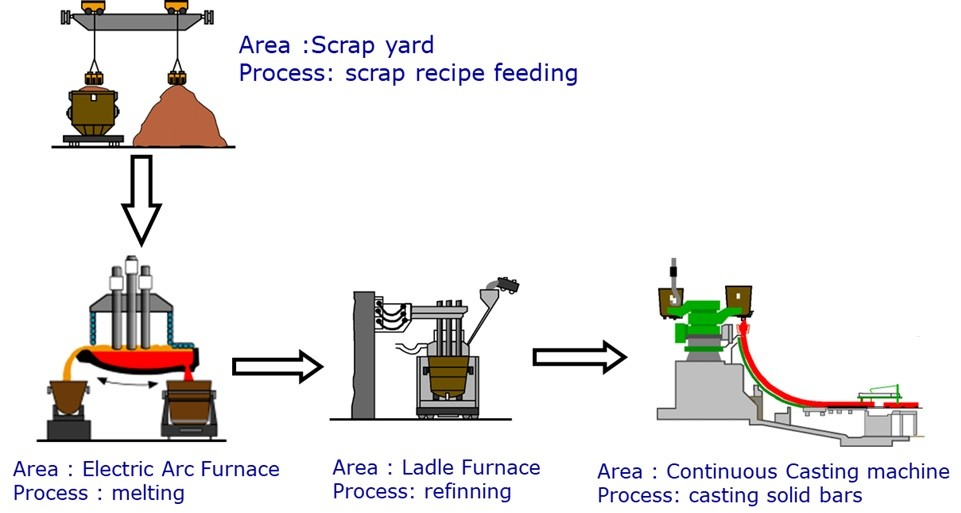 Area :Scrap yard
Process: scrap recipe feeding
Area : Electric Arc Furnace
Process : melting
Area : Ladle Furnace
Process: refinning
Area : Continuous Casting machine
Process: casting solid bars